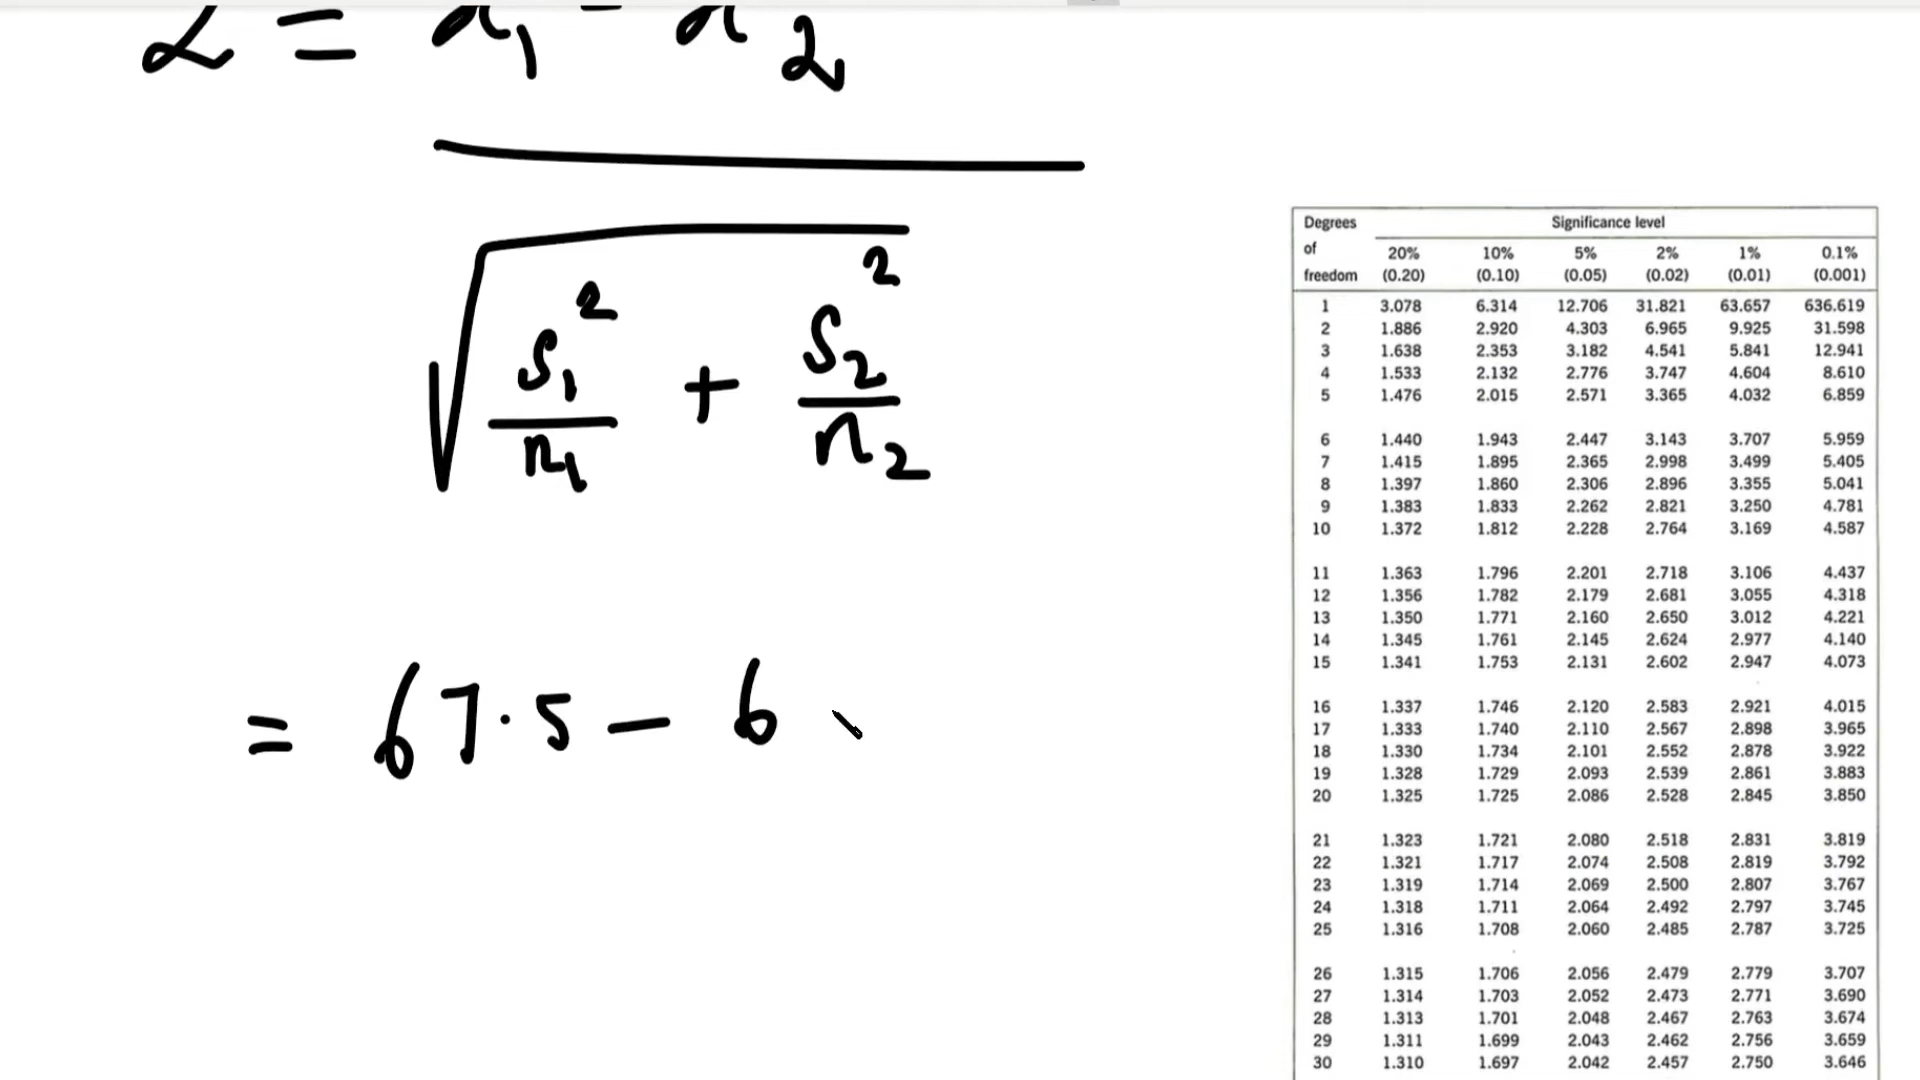 = x̄₁ - x̄₂
√ s₁² / n₁ + s₂² / n₂
= 67.5 - 6
Degrees of freedom Significance level
20% (0.20) 10% (0.10) 5% (0.05) 2% (0.02) 1% (0.01) 0.1% (0.001)
1 3.078 6.314 12.706 31.821 63.657 636.619
2 1.886 2.920 4.303 6.965 9.925 31.598
3 1.638 2.353 3.182 4.541 5.841 12.941
4 1.533 2.132 2.776 3.747 4.604 8.610
5 1.476 2.015 2.571 3.365 4.032 6.859
6 1.440 1.943 2.447 3.143 3.707 5.959
7 1.415 1.895 2.365 2.998 3.499 5.405
8 1.397 1.860 2.306 2.896 3.355 5.041
9 1.383 1.833 2.262 2.821 3.250 4.781
10 1.372 1.812 2.228 2.764 3.169 4.587
11 1.363 1.796 2.201 2.718 3.106 4.437
12 1.356 1.782 2.179 2.681 3.055 4.318
13 1.350 1.771 2.160 2.650 3.012 4.221
14 1.345 1.761 2.145 2.624 2.977 4.140
15 1.341 1.753 2.131 2.602 2.947 4.073
16 1.337 1.746 2.120 2.583 2.921 4.015
17 1.333 1.740 2.110 2.567 2.898 3.965
18 1.330 1.734 2.101 2.552 2.878 3.922
19 1.328 1.729 2.093 2.539 2.861 3.883
20 1.325 1.725 2.086 2.528 2.845 3.850
21 1.323 1.721 2.080 2.518 2.831 3.819
22 1.321 1.717 2.074 2.508 2.819 3.792
23 1.319 1.714 2.069 2.500 2.807 3.767
24 1.318 1.711 2.064 2.492 2.797 3.745
25 1.316 1.708 2.060 2.485 2.787 3.725
26 1.315 1.706 2.056 2.479 2.779 3.707
27 1.314 1.703 2.052 2.473 2.771 3.690
28 1.313 1.701 2.048 2.467 2.763 3.674
29 1.311 1.699 2.043 2.462 2.756 3.659
30 1.310 1.697 2.042 2.457 2.750 3.646